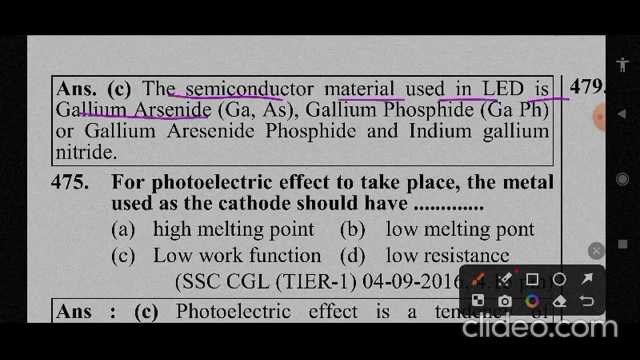 Ans. (c) The semiconductor material used in LED is
Gallium Arsenide (Ga, As), Gallium Phosphide (Ga Ph)
or Gallium Aresenide Phosphide and Indium gallium
nitride.
479.
475. For photoelectric effect to take place, the metal
used as the cathode should have .............
(a) high melting point (b) low melting pont
(c) Low work function (d) low resistance
(SSC CGL (TIER-1) 04-09-2016,
Ans : (c) Photoelectric effect is a tendency of
clideo.com